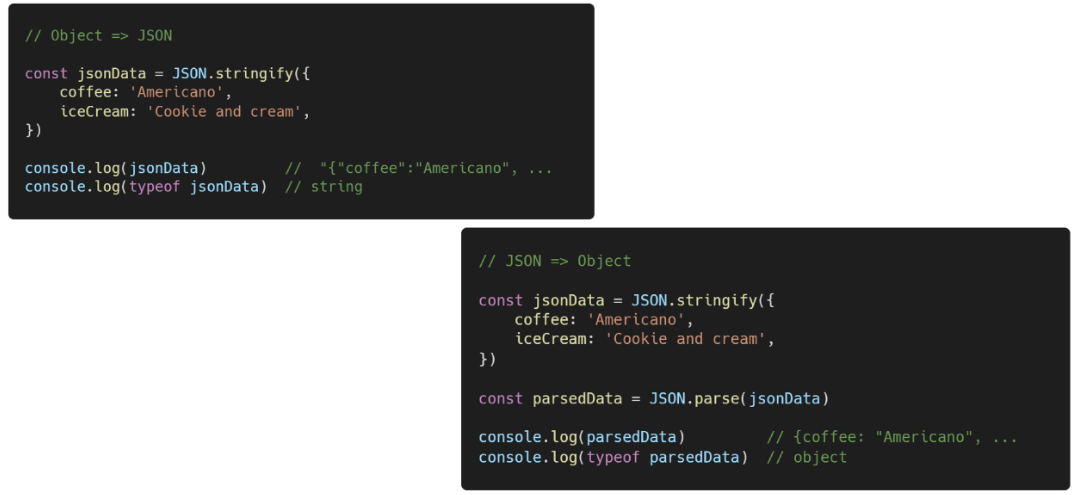 // Object => JSON
const jsonData = JSON.stringify({
    coffee: 'Americano',
    iceCream: 'Cookie and cream',
})
console.log(jsonData)         //  "{"coffee":"Americano", ...
console.log(typeof jsonData)  // string
// JSON => Object
const jsonData = JSON.stringify({
    coffee: 'Americano',
    iceCream: 'Cookie and cream',
})
const parsedData = JSON.parse(jsonData)
console.log(parsedData)         // {coffee: "Americano", ...
console.log(typeof parsedData)  // object